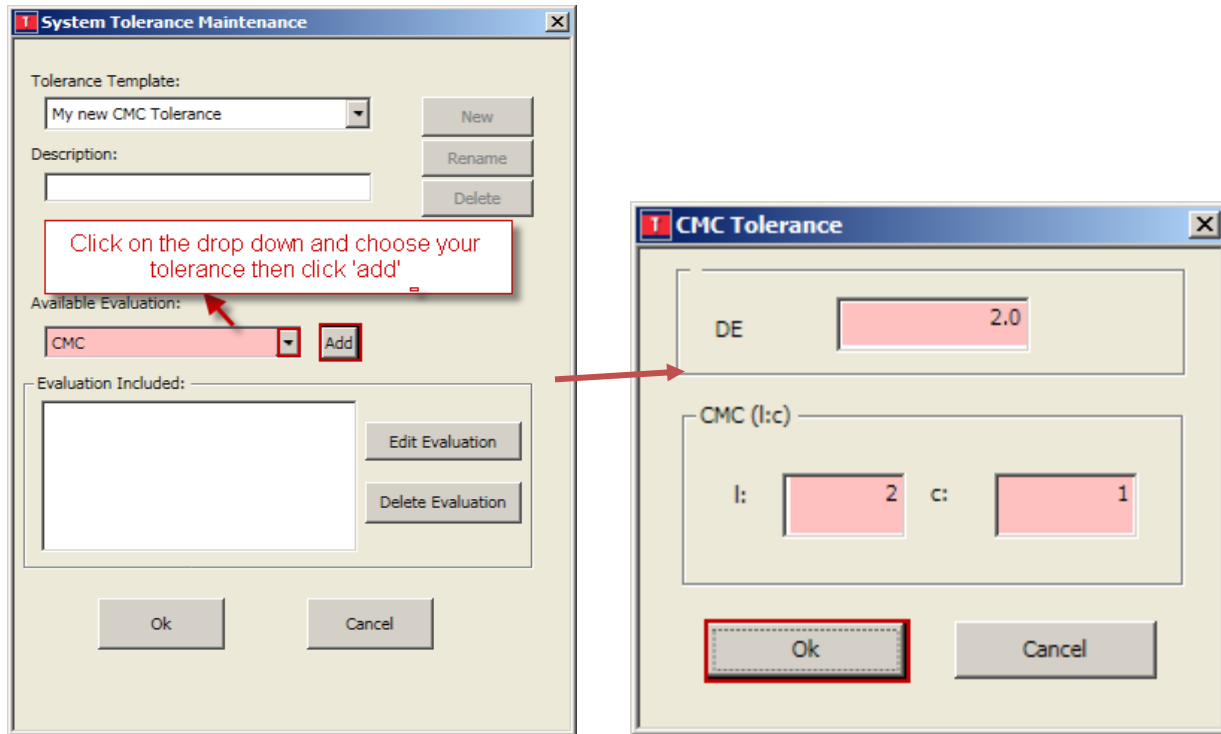 T System Tolerance Maintenance
Tolerance Template:
My new CMC Tolerance
New
Description:
Rename
Delete
Click on the drop down and choose your
tolerance then click 'add'
Available Evaluation:
CMC
Add
Evaluation Included:
Edit Evaluation
Delete Evaluation
Ok
Cancel
T CMC Tolerance
DE
2.0
CMC (l:c)
l:
2
c:
1
Ok
Cancel